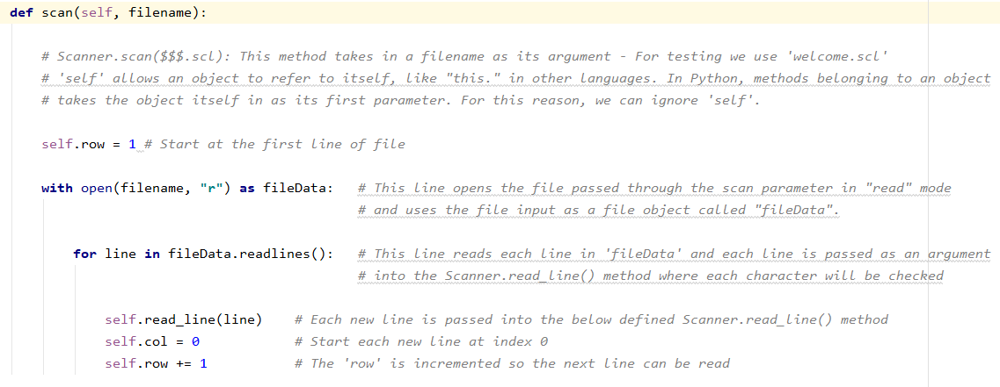 def scan(self, filename):
# Scanner.scan($$$.scl): This method takes in a filename as its argument - For testing we use 'welcome.scl'
# 'self' allows an object to refer to itself, like "this." in other languages. In Python, methods belonging to an object
# takes the object itself in as its first parameter. For this reason, we can ignore 'self'.
self.row = 1 # Start at the first line of file
with open(filename, "r") as fileData: # This line opens the file passed through the scan parameter in "read" mode
# and uses the file input as a file object called "fileData".
for line in fileData.readlines(): # This line reads each line in 'fileData' and each line is passed as an argument
# into the Scanner.read_line() method where each character will be checked
self.read_line(line) # Each new line is passed into the below defined Scanner.read_line() method
self.col = 0 # Start each new line at index 0
self.row += 1 # The 'row' is incremented so the next line can be read